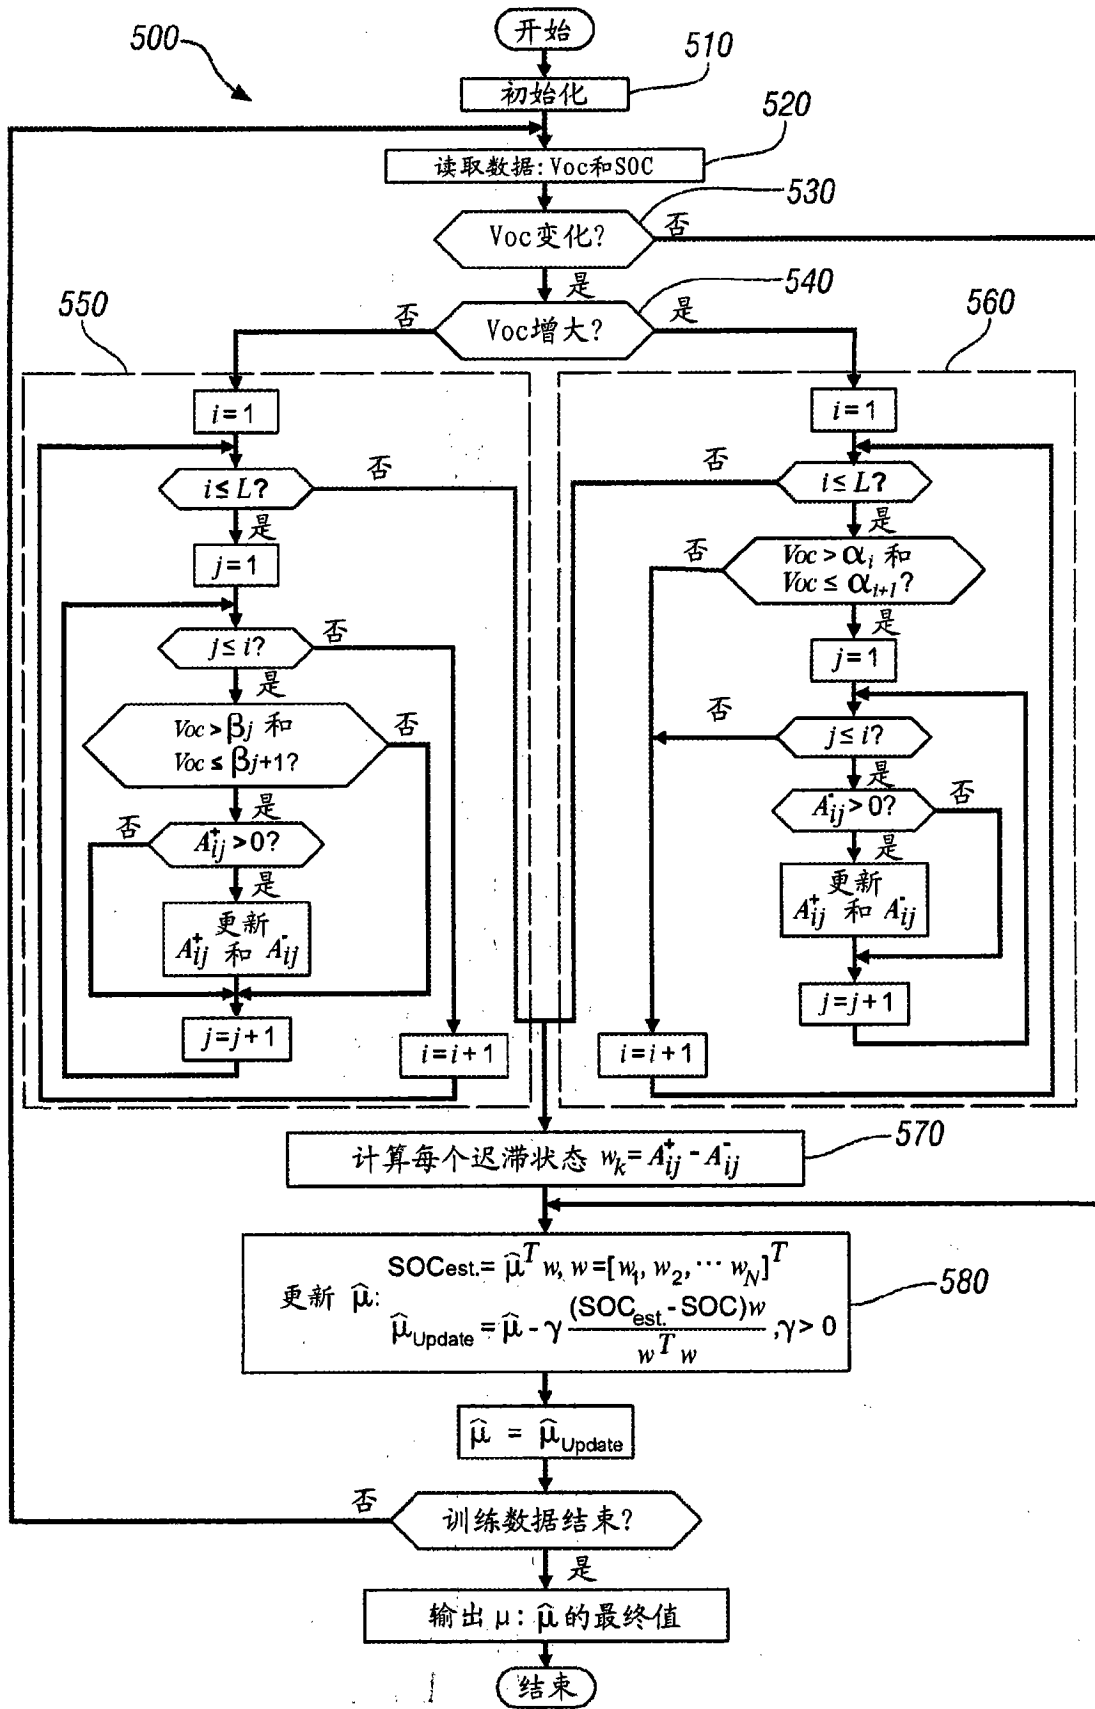 开始
500
510
初始化
520
读取数据:Voc和SOC
530
Voc变化?
否
是
540
Voc增大?
否
是
550
560
i=1
i≤L?
否
是
j=1
j≤i?
否
是
Voc>βj 和
Voc≤βj+1?
否
是
A⁺ij>0?
否
是
更新
A⁺ij 和 A⁻ij
j=j+1
i=i+1
i=1
i≤L?
否
是
Voc>αi 和
Voc≤αi+1?
否
是
j=1
j≤i?
否
是
A⁻ij>0?
否
是
更新
A⁺ij 和 A⁻ij
j=j+1
i=i+1
570
计算每个迟滞状态 wk=A⁺ij-A⁻ij
580
更新 μ̂:
SOCest.=μ̂ᵀw, w=[w1, w2, ⋯ wN]ᵀ
μ̂Update=μ̂-γ (SOCest.-SOC)w / wᵀw ,γ>0
μ̂ = μ̂Update
训练数据结束?
否
是
输出 μ: μ̂ 的最终值
结束